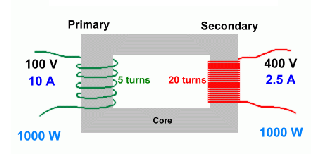 Primary Secondary
100 V 400 V
10 A 5 turns 20 turns 2.5 A
1000 W Core 1000 W